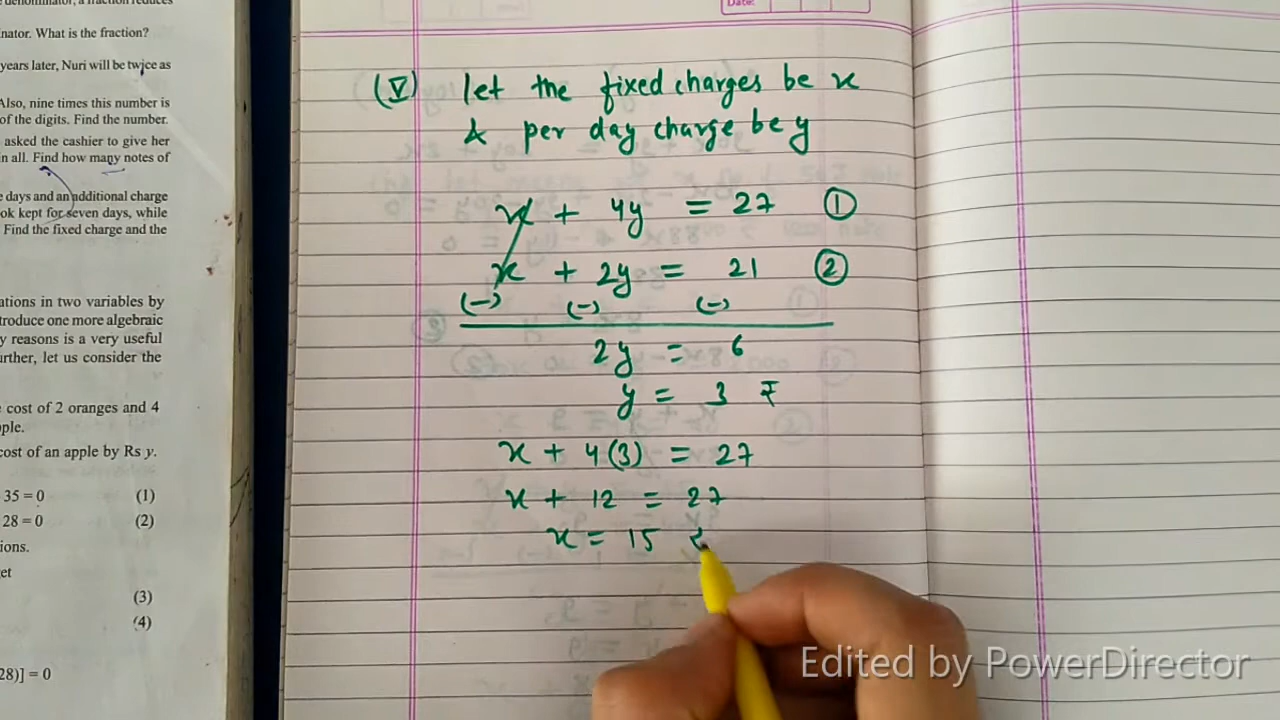 nator. What is the fraction?
years later, Nuri will be twice as
Also, nine times this number is
of the digits. Find the number.
asked the cashier to give her
n all. Find how many notes of
e days and an additional charge
ok kept for seven days, while
Find the fixed charge and the
ations in two variables by
troduce one more algebraic
y reasons is a very useful
urther, let us consider the
cost of 2 oranges and 4
ple.
cost of an apple by Rs y.
35 = 0 (1)
28 = 0 (2)
ions.
et
(3)
(4)
28)] = 0
Date:
(V) let the fixed charges be x
& per day charge be y
x + 4y = 27 ①
x + 2y = 21 ②
(-) (-) (-)
2y = 6
y = 3 ₹
x + 4(3) = 27
x + 12 = 27
x = 15
Edited by PowerDirector